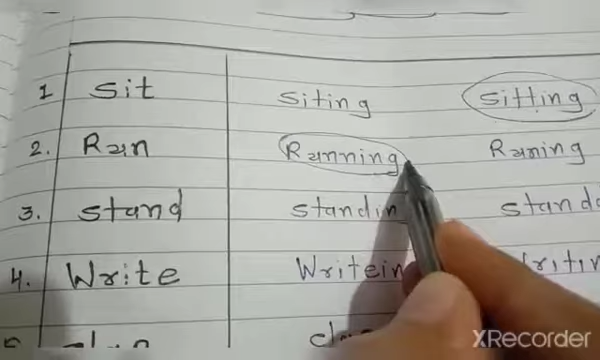 1 Sit Siting Sitting
2. Run Running Runing
3. Stand Standin
4. Write Writein
XRecorder